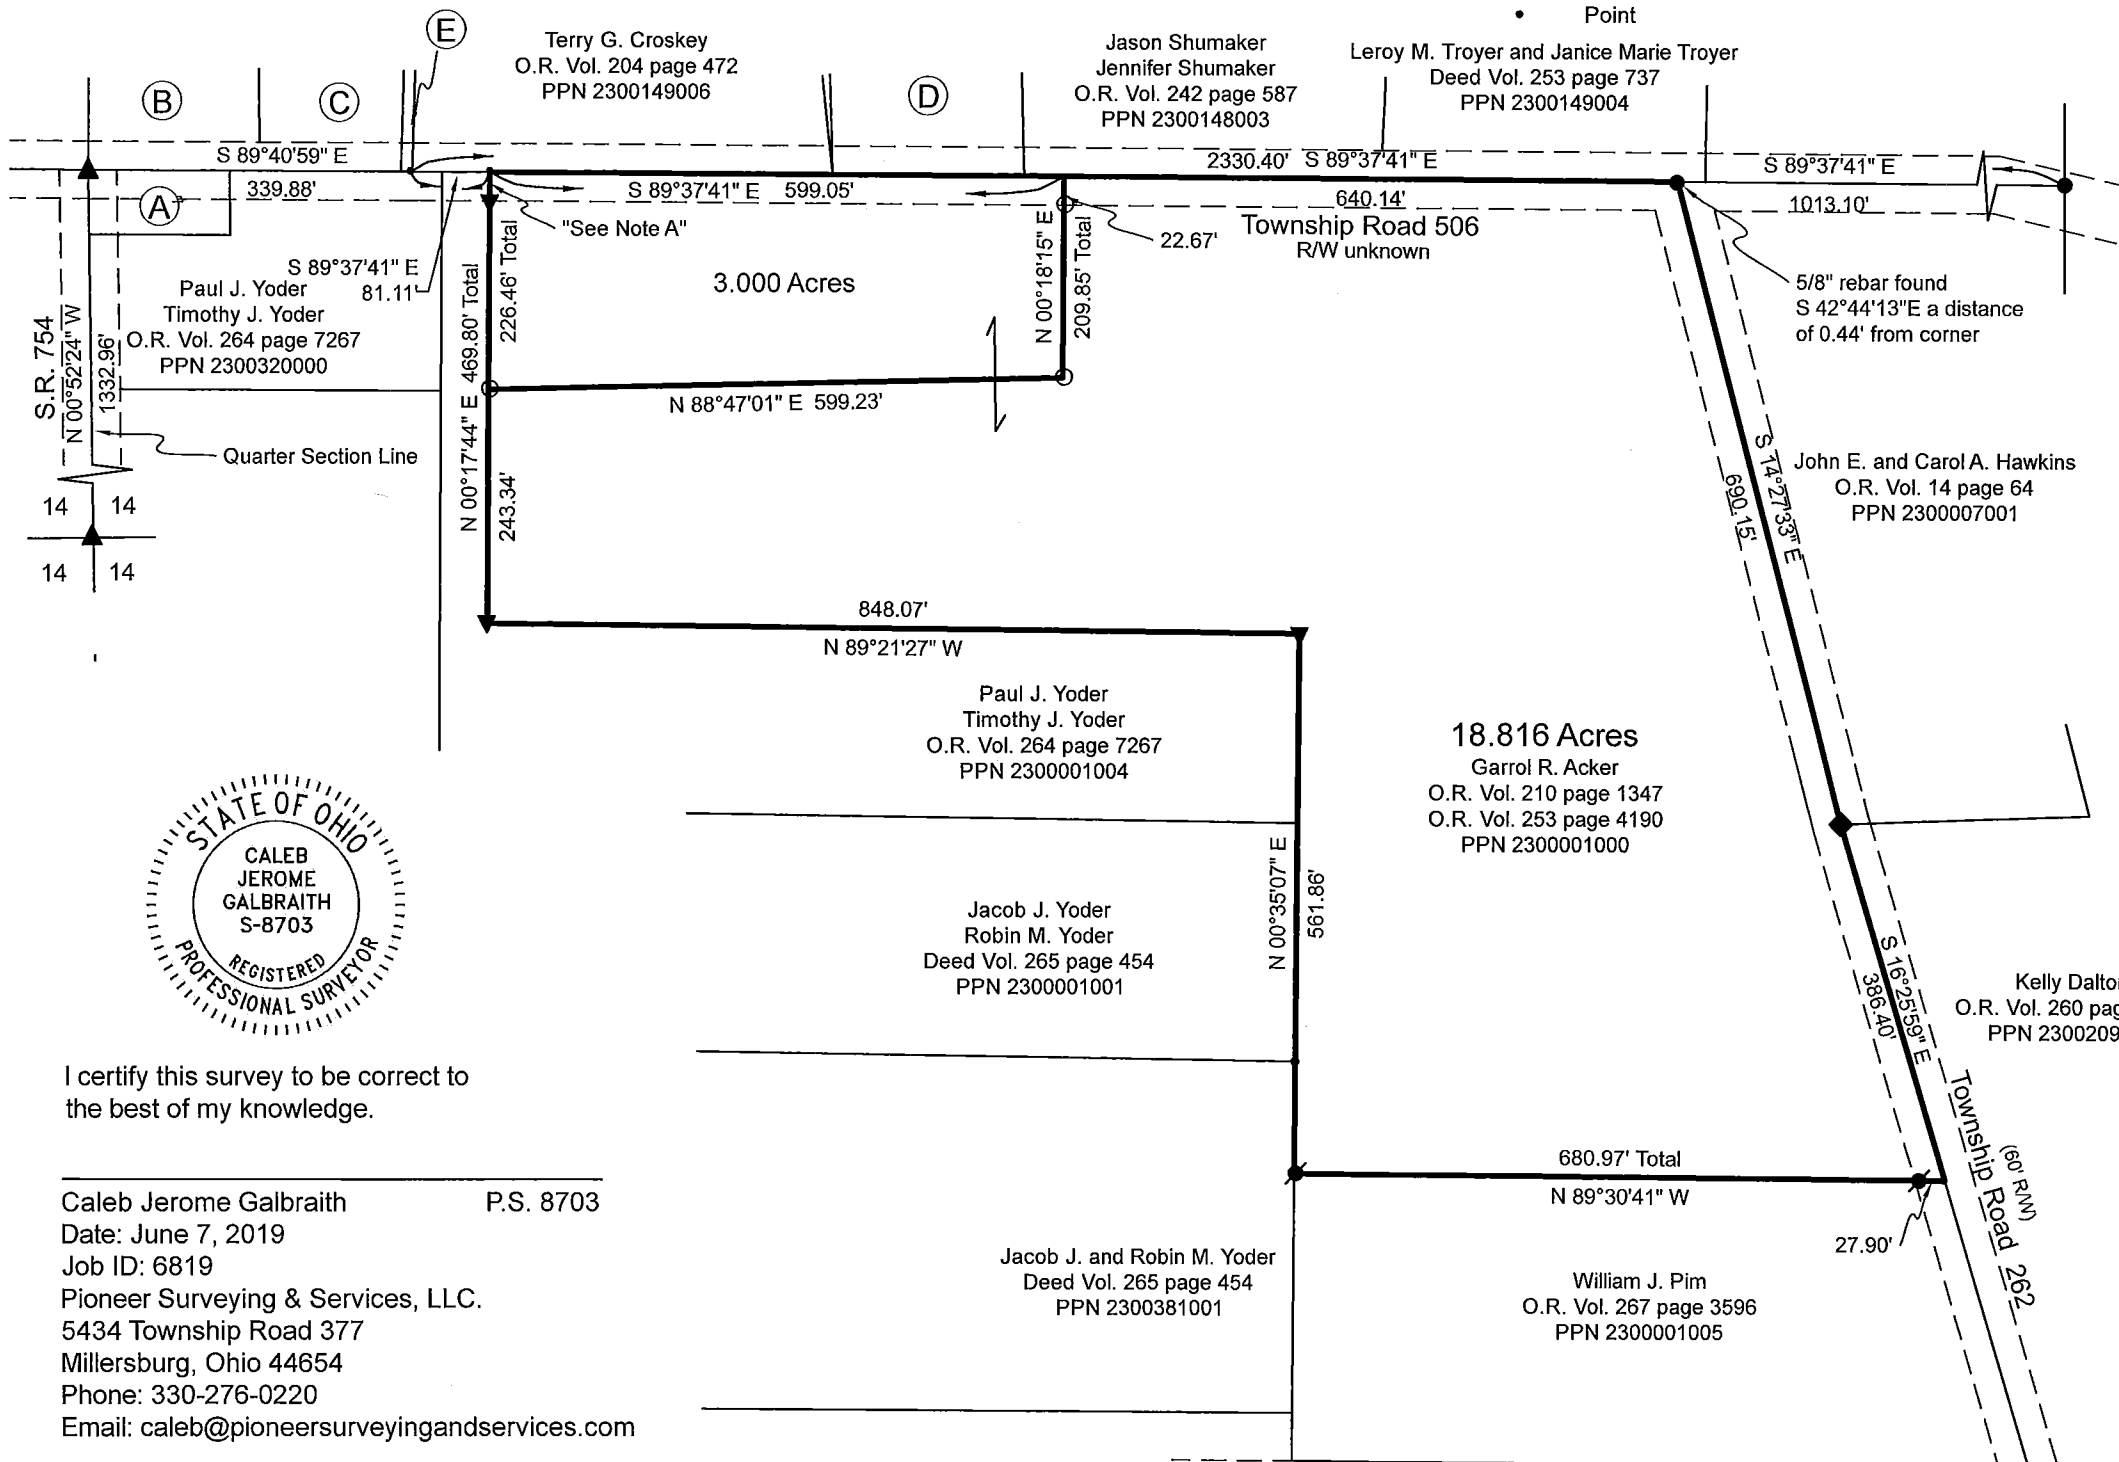 • Point
E
Terry G. Croskey
O.R. Vol. 204 page 472
PPN 2300149006
Jason Shumaker
Jennifer Shumaker
O.R. Vol. 242 page 587
PPN 2300148003
Leroy M. Troyer and Janice Marie Troyer
Deed Vol. 253 page 737
PPN 2300149004
B
C
D
S 89°40'59" E
339.88'
A
2330.40' S 89°37'41" E
S 89°37'41" E
1013.10'
S 89°37'41" E 599.05'
640.14'
"See Note A"
22.67'
Township Road 506
R/W unknown
S 89°37'41" E
81.11'
Paul J. Yoder
Timothy J. Yoder
O.R. Vol. 264 page 7267
PPN 2300320000
S.R. 754
N 00°52'24" W
1332.96'
Quarter Section Line
14 14
14 14
N 00°17'44" E 469.80' Total
226.46' Total
243.34'
3.000 Acres
N 00°18'15" E
209.85' Total
N 88°47'01" E 599.23'
5/8" rebar found
S 42°44'13"E a distance
of 0.44' from corner
S 14°27'33" E
690.15'
John E. and Carol A. Hawkins
O.R. Vol. 14 page 64
PPN 2300007001
848.07'
N 89°21'27" W
Paul J. Yoder
Timothy J. Yoder
O.R. Vol. 264 page 7267
PPN 2300001004
18.816 Acres
Garrol R. Acker
O.R. Vol. 210 page 1347
O.R. Vol. 253 page 4190
PPN 2300001000
N 00°35'07" E
561.86'
Jacob J. Yoder
Robin M. Yoder
Deed Vol. 265 page 454
PPN 2300001001
S 16°25'59" E
386.40'
Kelly Dalto
O.R. Vol. 260 pag
PPN 2300209
Township Road 262
(60' R/W)
680.97' Total
N 89°30'41" W
27.90'
Jacob J. and Robin M. Yoder
Deed Vol. 265 page 454
PPN 2300381001
William J. Pim
O.R. Vol. 267 page 3596
PPN 2300001005
STATE OF OHIO
CALEB
JEROME
GALBRAITH
S-8703
REGISTERED
PROFESSIONAL SURVEYOR
I certify this survey to be correct to
the best of my knowledge.
Caleb Jerome Galbraith P.S. 8703
Date: June 7, 2019
Job ID: 6819
Pioneer Surveying & Services, LLC.
5434 Township Road 377
Millersburg, Ohio 44654
Phone: 330-276-0220
Email: caleb@pioneersurveyingandservices.com